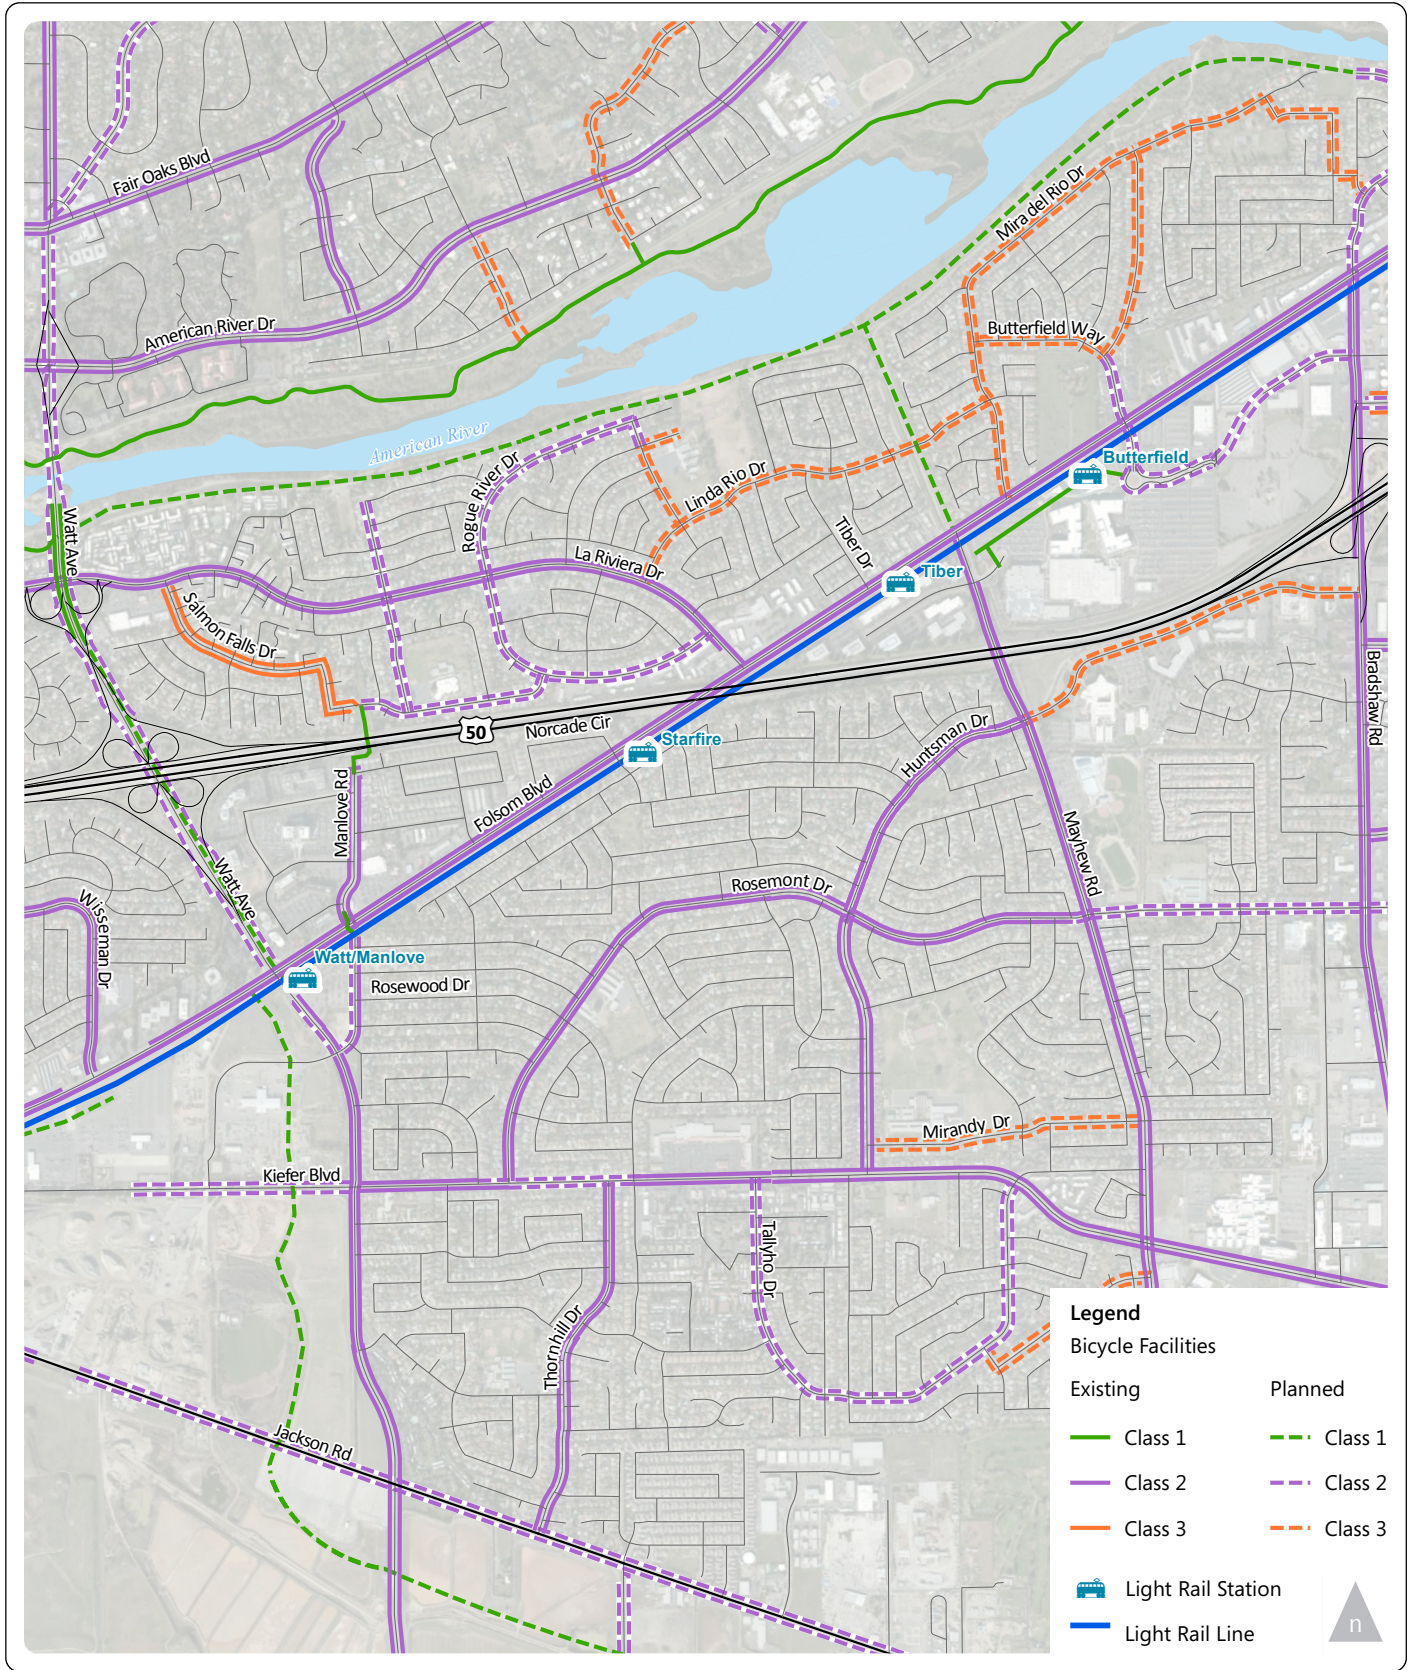 Fair Oaks Blvd
American River Dr
Mira del Rio Dr
Butterfield Way
American River
Rogue River Dr
Linda Rio Dr
Butterfield
Watt Ave
Tiber Dr
La Riviera Dr
Tiber
Salmon Falls Dr
50
Norcade Cir
Starfire
Huntsman Dr
Bradshaw Rd
Manlove Rd
Folsom Blvd
Mayhew Rd
Watt Ave
Rosemont Dr
Wisseman Dr
Watt/Manlove
Rosewood Dr
Mirandy Dr
Kiefer Blvd
Tallyho Dr
Thornhill Dr
Jackson Rd
Legend
Bicycle Facilities
Existing Planned
Class 1 Class 1
Class 2 Class 2
Class 3 Class 3
Light Rail Station
Light Rail Line
n